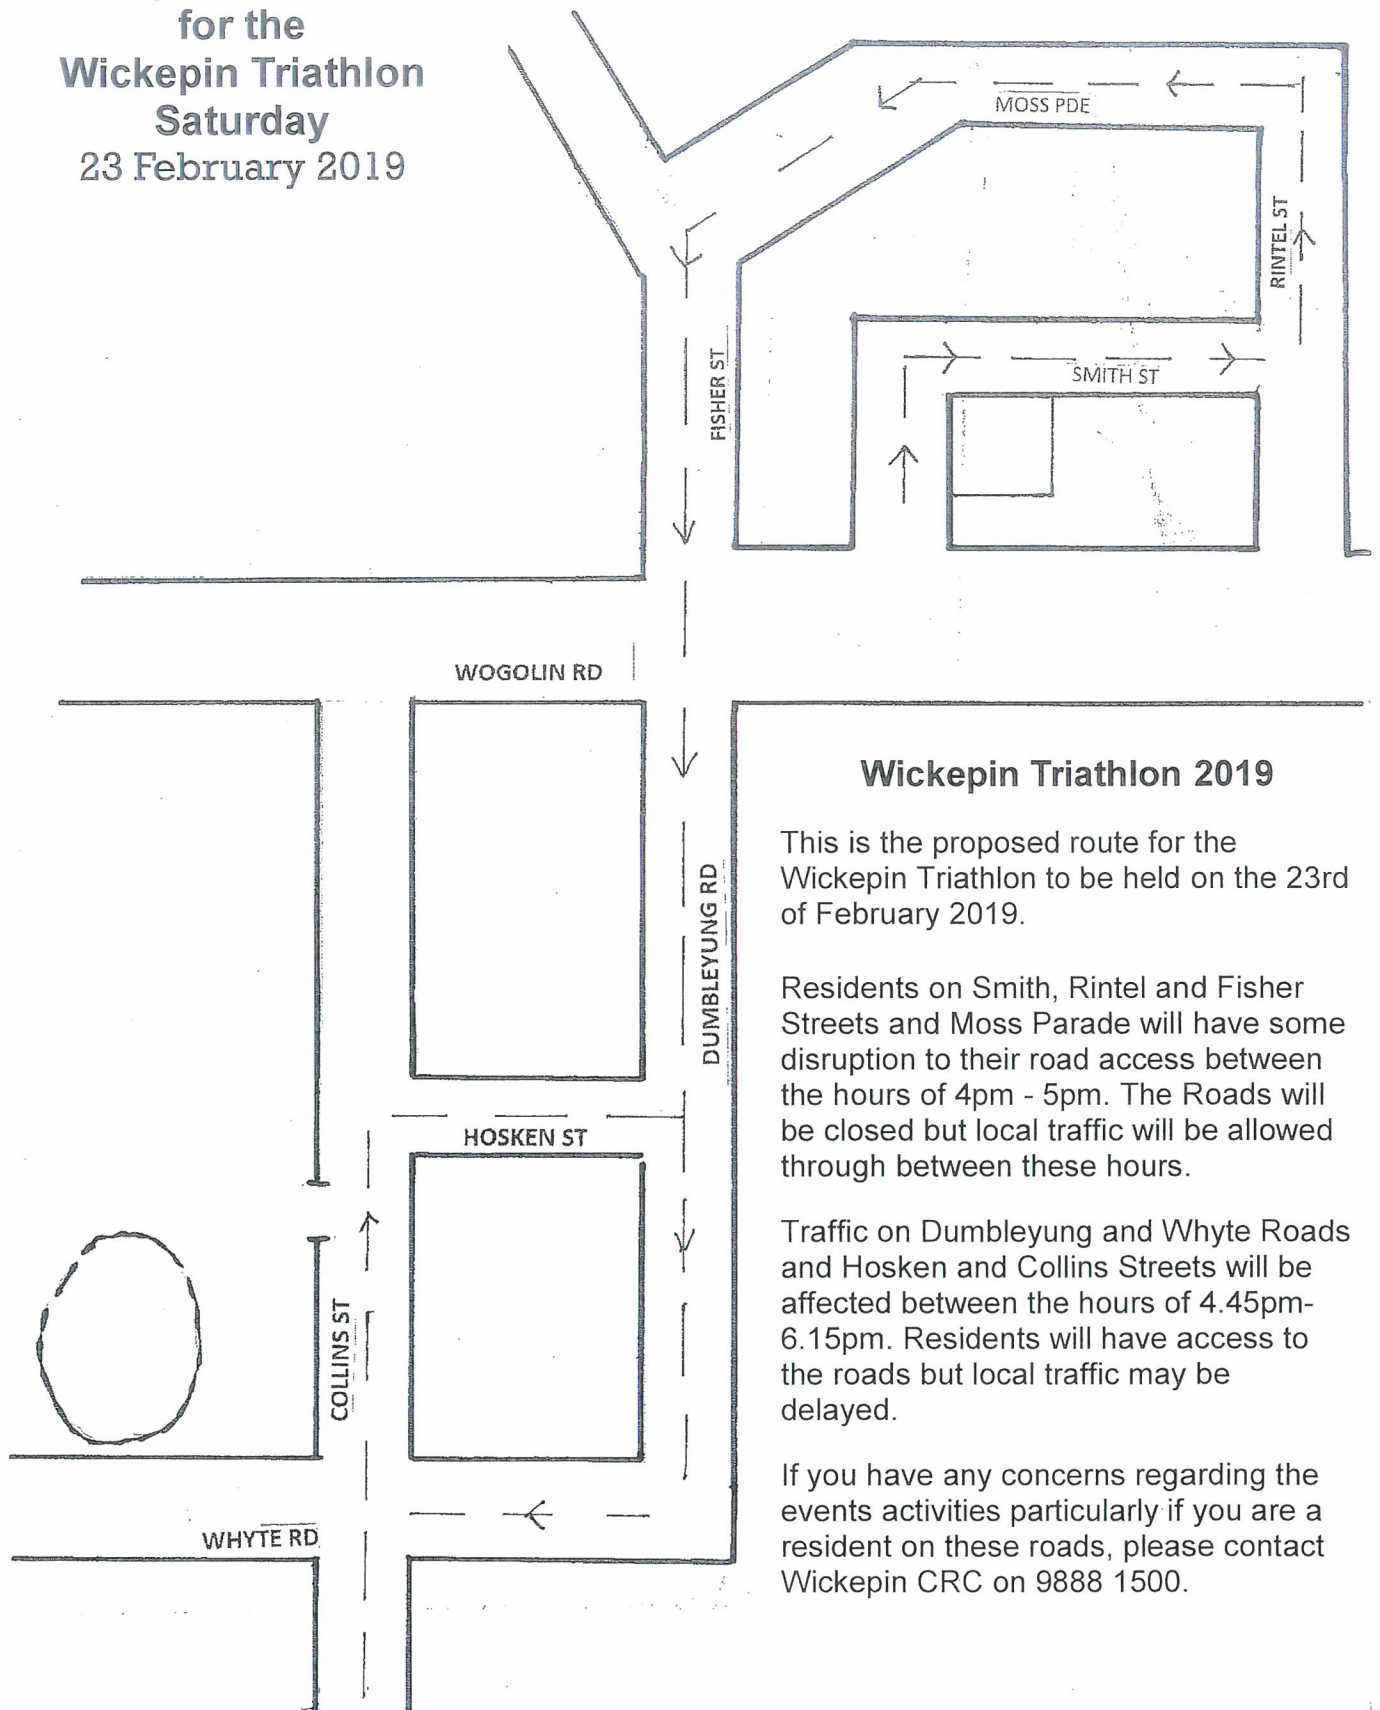 for the
Wickepin Triathlon
Saturday
23 February 2019
MOSS PDE
RINTEL ST
SMITH ST
FISHER ST
WOGOLIN RD
DUMBLEYUNG RD
HOSKEN ST
COLLINS ST
WHYTE RD
Wickepin Triathlon 2019
This is the proposed route for the
Wickepin Triathlon to be held on the 23rd
of February 2019.
Residents on Smith, Rintel and Fisher
Streets and Moss Parade will have some
disruption to their road access between
the hours of 4pm - 5pm. The Roads will
be closed but local traffic will be allowed
through between these hours.
Traffic on Dumbleyung and Whyte Roads
and Hosken and Collins Streets will be
affected between the hours of 4.45pm-
6.15pm. Residents will have access to
the roads but local traffic may be
delayed.
If you have any concerns regarding the
events activities particularly if you are a
resident on these roads, please contact
Wickepin CRC on 9888 1500.